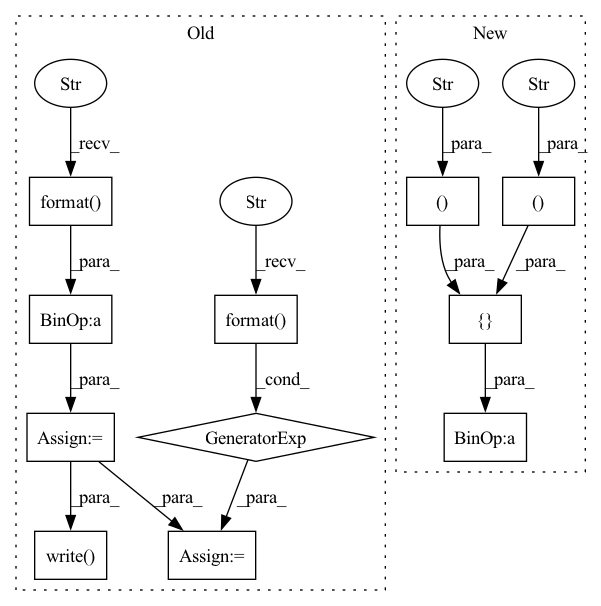 Old
New
Str
Str
Str
_recv_
_para_
_para_
format()
Str
()
()
_para_
_recv_
_para_
_para_
BinOp:a
format()
{}
_para_
_cond_
_para_
Assign:=
GeneratorExp
BinOp:a
_para_
_para_
_para_
write()
Assign:=